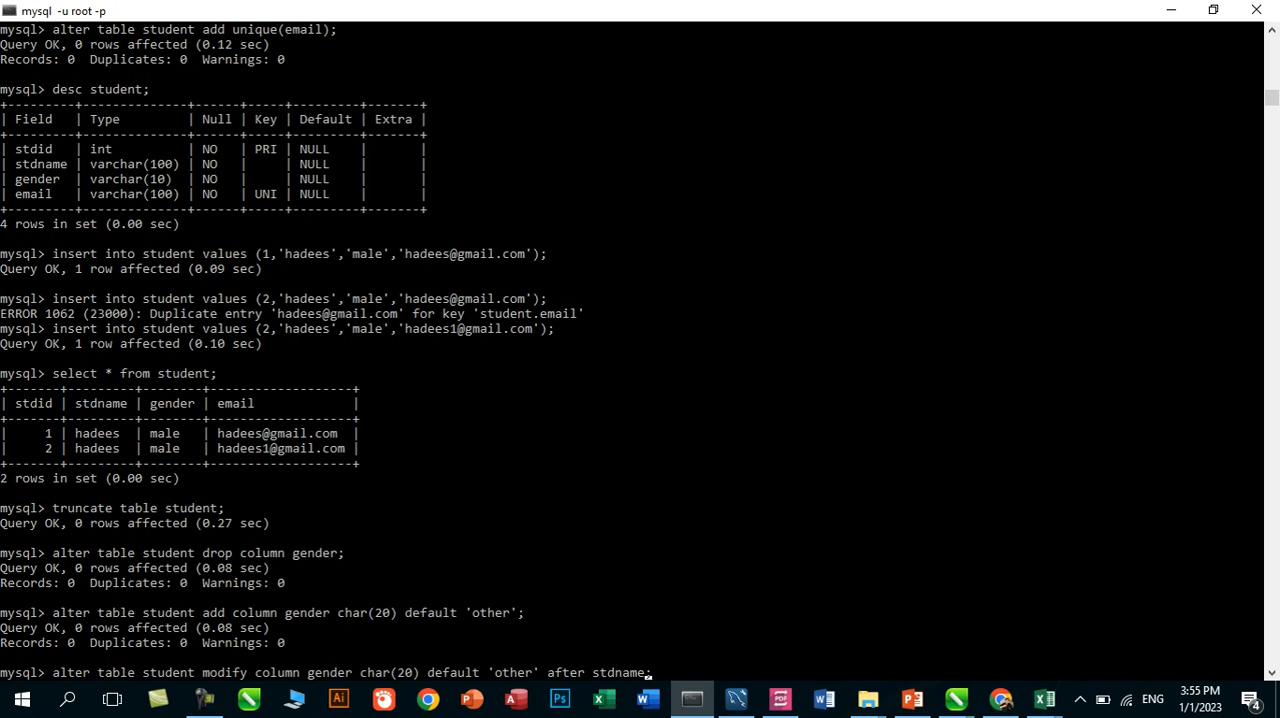 mysql  -u root -p
mysql> alter table student add unique(email);
Query OK, 0 rows affected (0.12 sec)
Records: 0  Duplicates: 0  Warnings: 0
mysql> desc student;
+---------+--------------+------+-----+---------+-------+
| Field   | Type         | Null | Key | Default | Extra |
+---------+--------------+------+-----+---------+-------+
| stdid   | int          | NO   | PRI | NULL    |       |
| stdname | varchar(100) | NO   |     | NULL    |       |
| gender  | varchar(10)  | NO   |     | NULL    |       |
| email   | varchar(100) | NO   | UNI | NULL    |       |
+---------+--------------+------+-----+---------+-------+
4 rows in set (0.00 sec)
mysql> insert into student values (1,'hadees','male','hadees@gmail.com');
Query OK, 1 row affected (0.09 sec)
mysql> insert into student values (2,'hadees','male','hadees@gmail.com');
ERROR 1062 (23000): Duplicate entry 'hadees@gmail.com' for key 'student.email'
mysql> insert into student values (2,'hadees','male','hadees1@gmail.com');
Query OK, 1 row affected (0.10 sec)
mysql> select * from student;
+-------+---------+--------+-------------------+
| stdid | stdname | gender | email             |
+-------+---------+--------+-------------------+
|     1 | hadees  | male   | hadees@gmail.com  |
|     2 | hadees  | male   | hadees1@gmail.com |
+-------+---------+--------+-------------------+
2 rows in set (0.00 sec)
mysql> truncate table student;
Query OK, 0 rows affected (0.27 sec)
mysql> alter table student drop column gender;
Query OK, 0 rows affected (0.08 sec)
Records: 0  Duplicates: 0  Warnings: 0
mysql> alter table student add column gender char(20) default 'other';
Query OK, 0 rows affected (0.08 sec)
Records: 0  Duplicates: 0  Warnings: 0
mysql> alter table student modify column gender char(20) default 'other' after stdname;
ENG
3:55 PM
1/1/2023
4